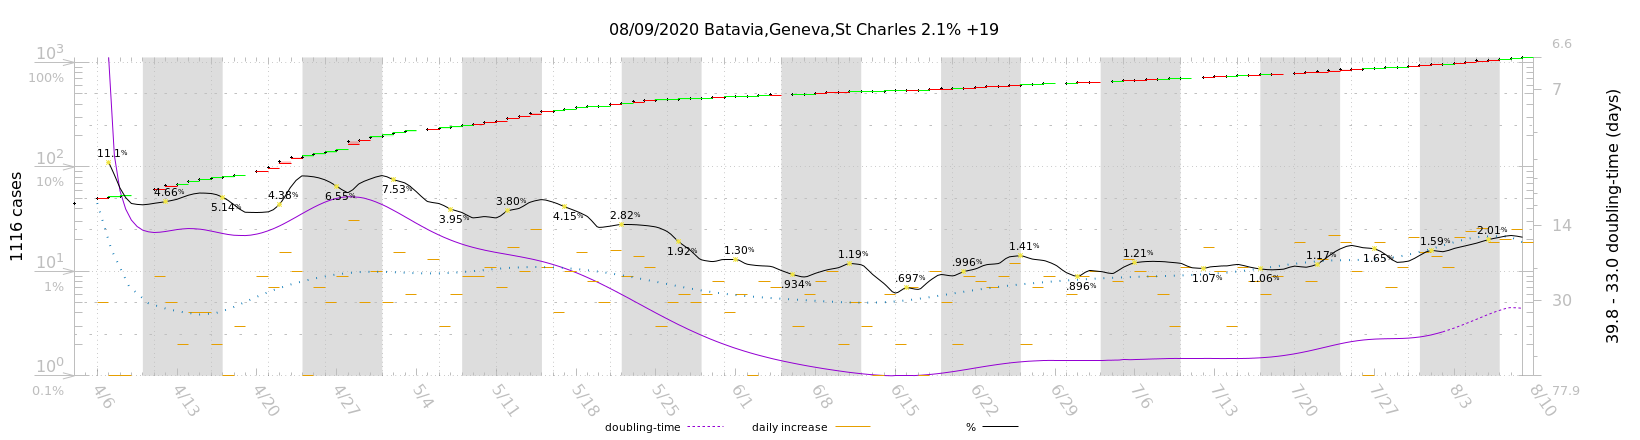 08/09/2020 Batavia,Geneva,St Charles 2.1% +19
10³ 6.6
100% 7
11.1%
10² 10%
4.66% 5.14% 4.38% 6.55% 7.53% 3.95% 3.80% 4.15% 2.82% 1.92% 1.30% .934% 1.19% .697% .996% 1.41% .896% 1.21% 1.07% 1.06% 1.17% 1.65% 1.59% 2.01%
14
10¹
1% 30
10⁰
0.1% 77.9
1116 cases
39.8 - 33.0 doubling-time (days)
4/6 4/13 4/20 4/27 5/4 5/11 5/18 5/25 6/1 6/8 6/15 6/22 6/29 7/6 7/13 7/20 7/27 8/3 8/10
doubling-time daily increase %